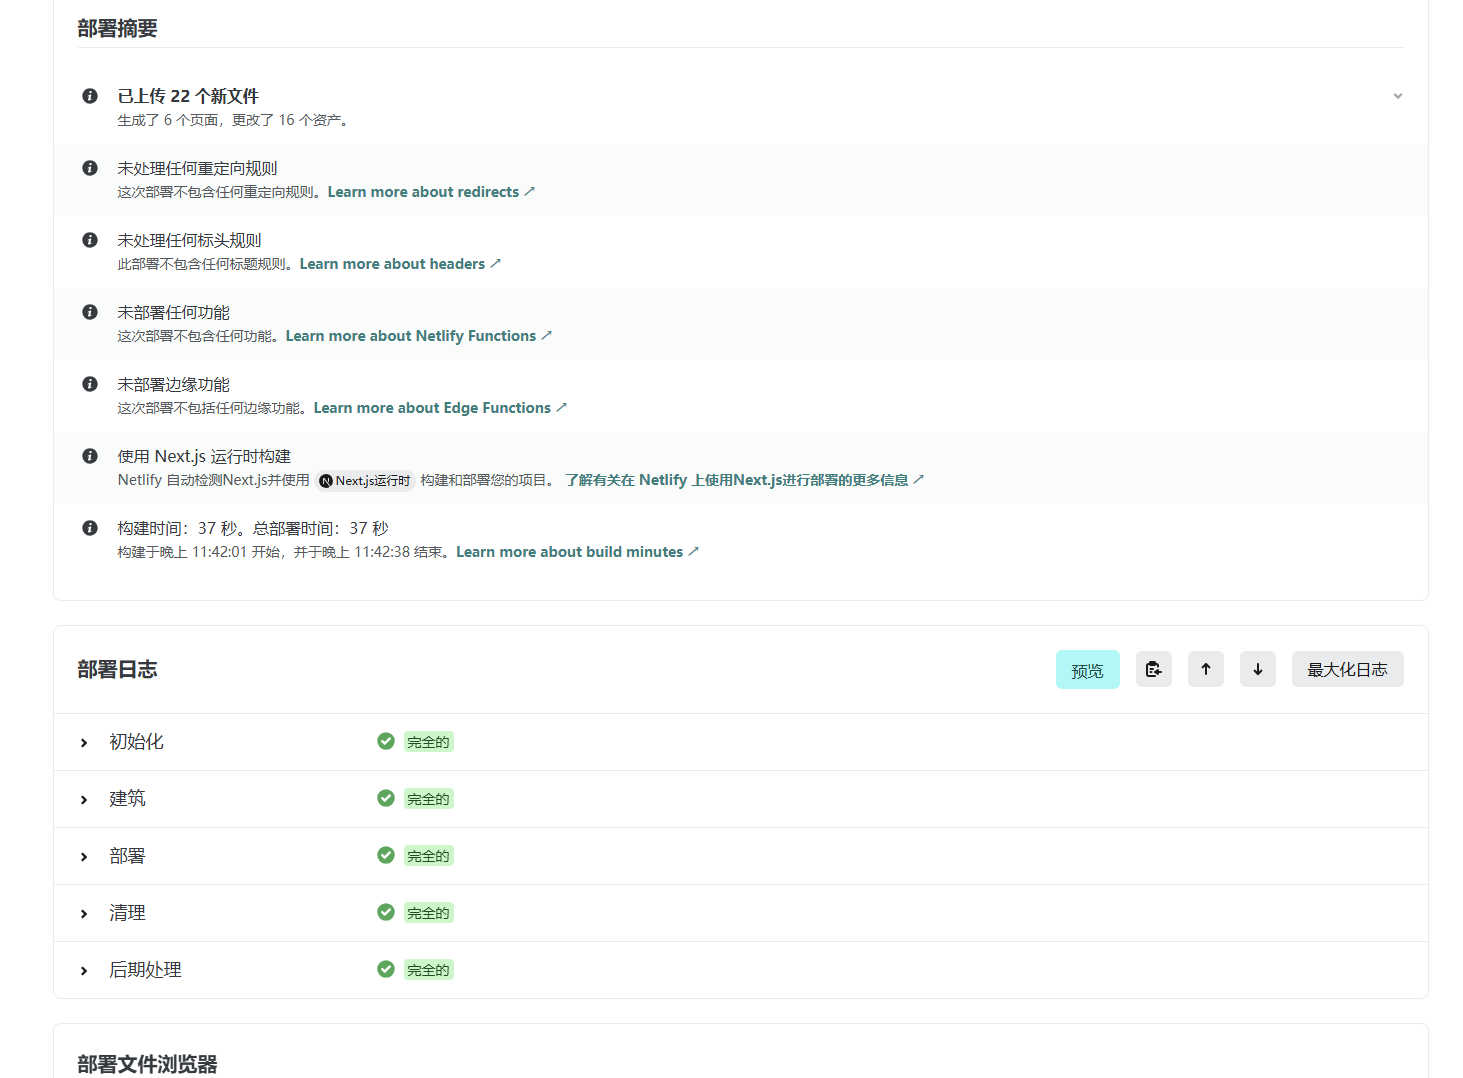 部署摘要
已上传 22 个新文件
生成了 6 个页面，更改了 16 个资产。
未处理任何重定向规则
这次部署不包含任何重定向规则。Learn more about redirects
未处理任何标头规则
此部署不包含任何标题规则。Learn more about headers
未部署任何功能
这次部署不包含任何功能。Learn more about Netlify Functions
未部署边缘功能
这次部署不包括任何边缘功能。Learn more about Edge Functions
使用 Next.js 运行时构建
Netlify 自动检测Next.js并使用 Next.js运行时 构建和部署您的项目。 了解有关在 Netlify 上使用Next.js进行部署的更多信息
构建时间：37 秒。总部署时间：37 秒
构建于晚上 11:42:01 开始，并于晚上 11:42:38 结束。Learn more about build minutes
部署日志
预览
最大化日志
初始化 完全的
建筑 完全的
部署 完全的
清理 完全的
后期处理 完全的
部署文件浏览器